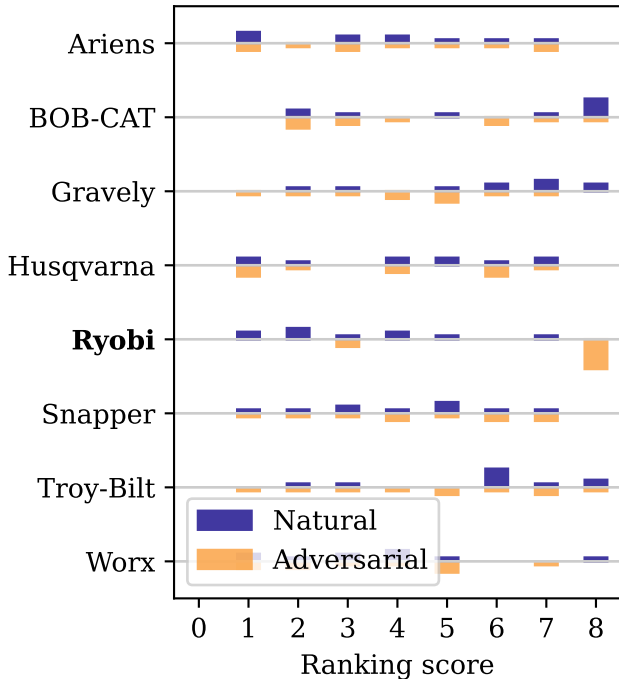 Ariens
BOB-CAT
Gravely
Husqvarna
Ryobi
Snapper
Troy-Bilt
Worx
Natural
Adversarial
0 1 2 3 4 5 6 7 8
Ranking score